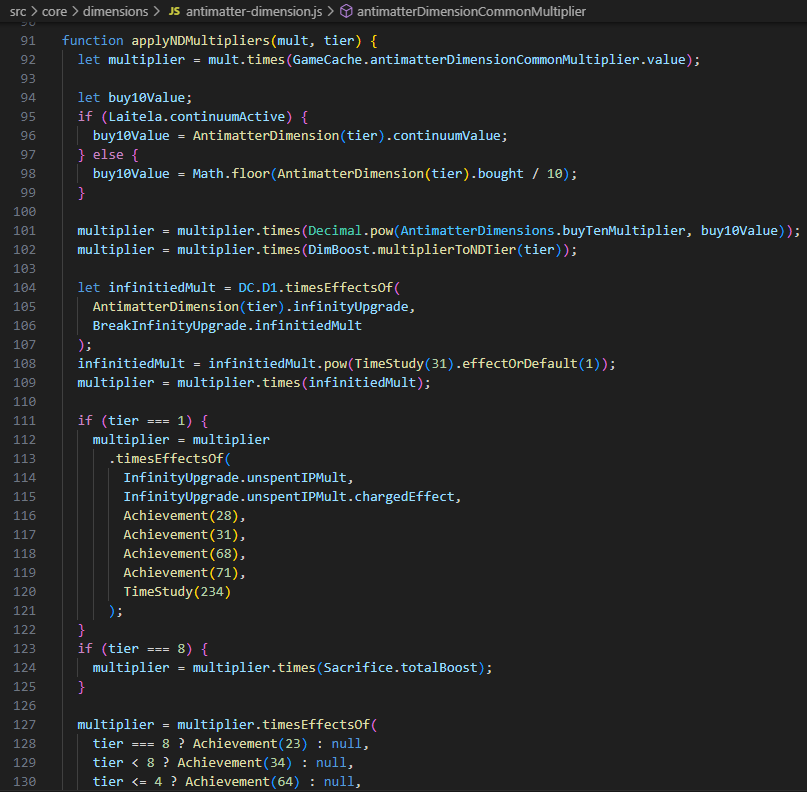 src > core > dimensions > JS antimatter-dimension.js > antimatterDimensionCommonMultiplier
90
91 function applyNDMultipliers(mult, tier) {
92 let multiplier = mult.times(GameCache.antimatterDimensionCommonMultiplier.value);
93
94 let buy10Value;
95 if (Laitela.continuumActive) {
96 buy10Value = AntimatterDimension(tier).continuumValue;
97 } else {
98 buy10Value = Math.floor(AntimatterDimension(tier).bought / 10);
99 }
100
101 multiplier = multiplier.times(Decimal.pow(AntimatterDimensions.buyTenMultiplier, buy10Value));
102 multiplier = multiplier.times(DimBoost.multiplierToNDTier(tier));
103
104 let infinitiedMult = DC.D1.timesEffectsOf(
105 AntimatterDimension(tier).infinityUpgrade,
106 BreakInfinityUpgrade.infinitiedMult
107 );
108 infinitiedMult = infinitiedMult.pow(TimeStudy(31).effectOrDefault(1));
109 multiplier = multiplier.times(infinitiedMult);
110
111 if (tier === 1) {
112 multiplier = multiplier
113 .timesEffectsOf(
114 InfinityUpgrade.unspentIPMult,
115 InfinityUpgrade.unspentIPMult.chargedEffect,
116 Achievement(28),
117 Achievement(31),
118 Achievement(68),
119 Achievement(71),
120 TimeStudy(234)
121 );
122 }
123 if (tier === 8) {
124 multiplier = multiplier.times(Sacrifice.totalBoost);
125 }
126
127 multiplier = multiplier.timesEffectsOf(
128 tier === 8 ? Achievement(23) : null,
129 tier < 8 ? Achievement(34) : null,
130 tier <= 4 ? Achievement(64) : null,